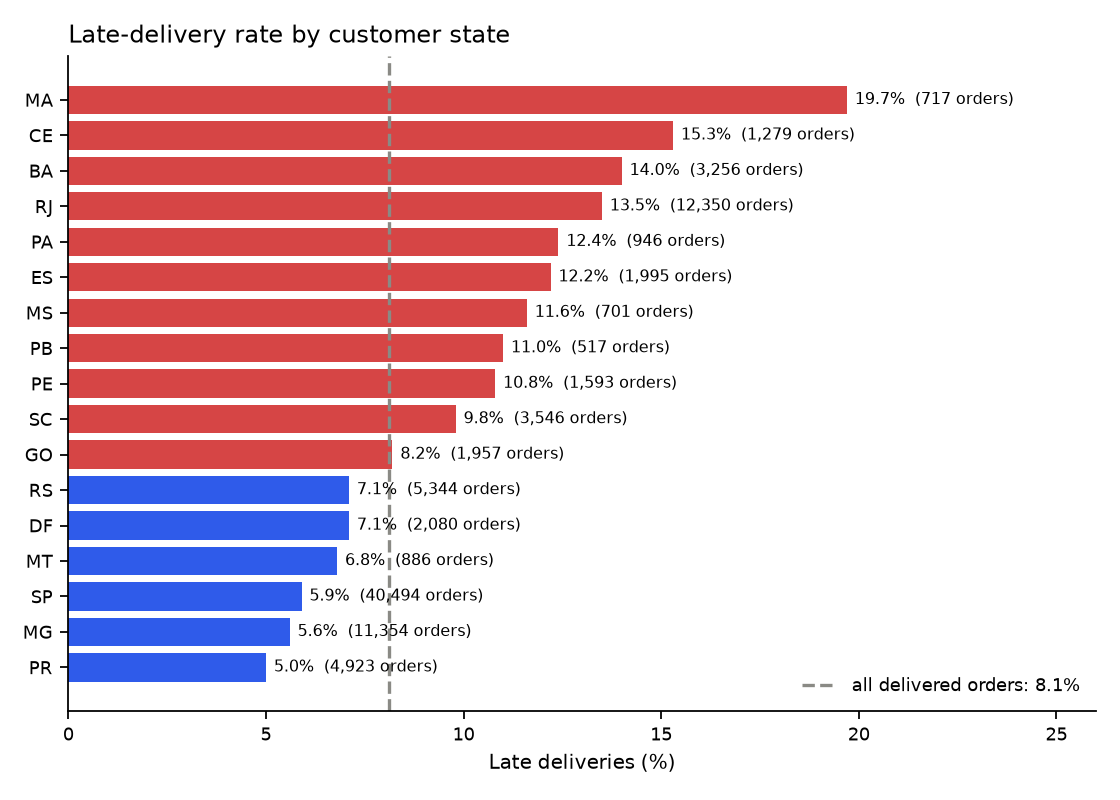 Late-delivery rate by customer state
MA 19.7% (717 orders)
CE 15.3% (1,279 orders)
BA 14.0% (3,256 orders)
RJ 13.5% (12,350 orders)
PA 12.4% (946 orders)
ES 12.2% (1,995 orders)
MS 11.6% (701 orders)
PB 11.0% (517 orders)
PE 10.8% (1,593 orders)
SC 9.8% (3,546 orders)
GO 8.2% (1,957 orders)
RS 7.1% (5,344 orders)
DF 7.1% (2,080 orders)
MT 6.8% (886 orders)
SP 5.9% (40,494 orders)
MG 5.6% (11,354 orders)
PR 5.0% (4,923 orders)
all delivered orders: 8.1%
0 5 10 15 20 25
Late deliveries (%)